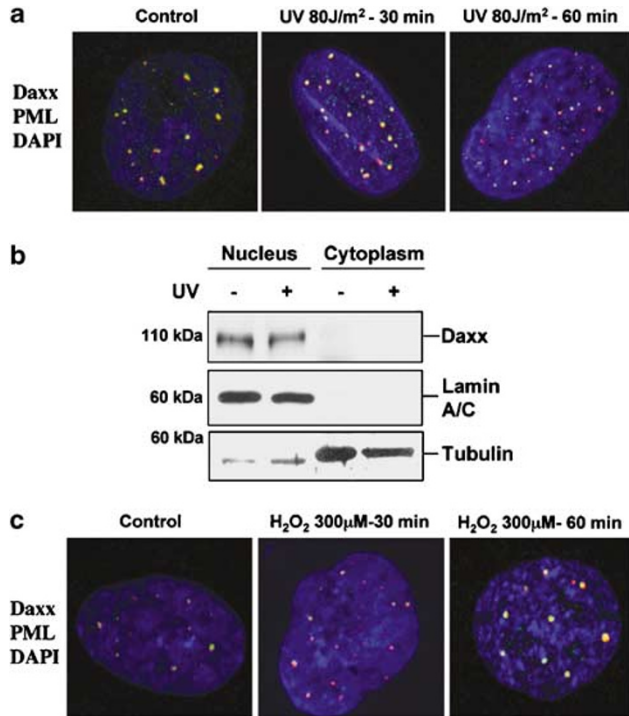 a
Control
UV 80J/m² - 30 min
UV 80J/m² - 60 min
Daxx
PML
DAPI
b
Nucleus Cytoplasm
UV - + - +
110 kDa Daxx
60 kDa Lamin
A/C
60 kDa
Tubulin
c
Control
H₂O₂ 300µM-30 min
H₂O₂ 300µM- 60 min
Daxx
PML
DAPI